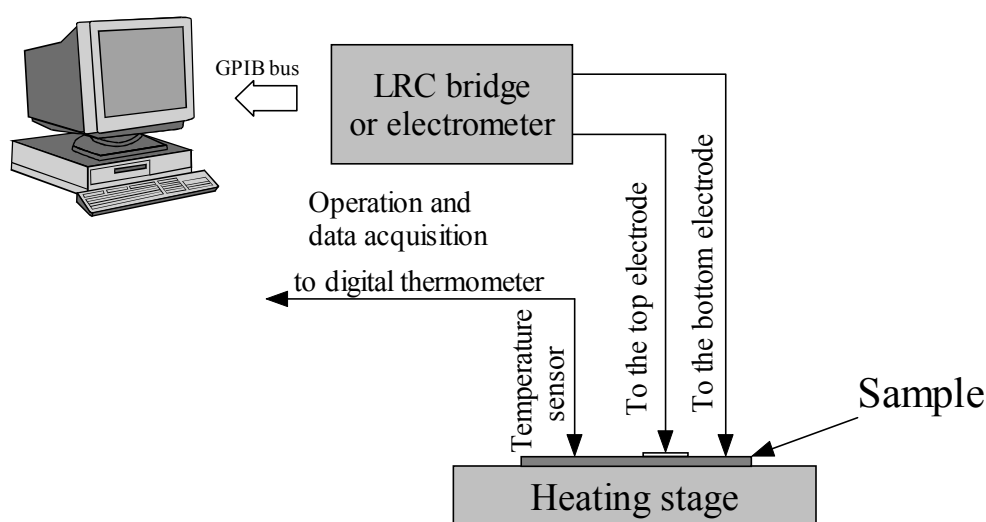 GPIB bus
LRC bridge
or electrometer
Operation and
data acquisition
to digital thermometer
Temperature
sensor
To the top electrode
To the bottom electrode
Sample
Heating stage